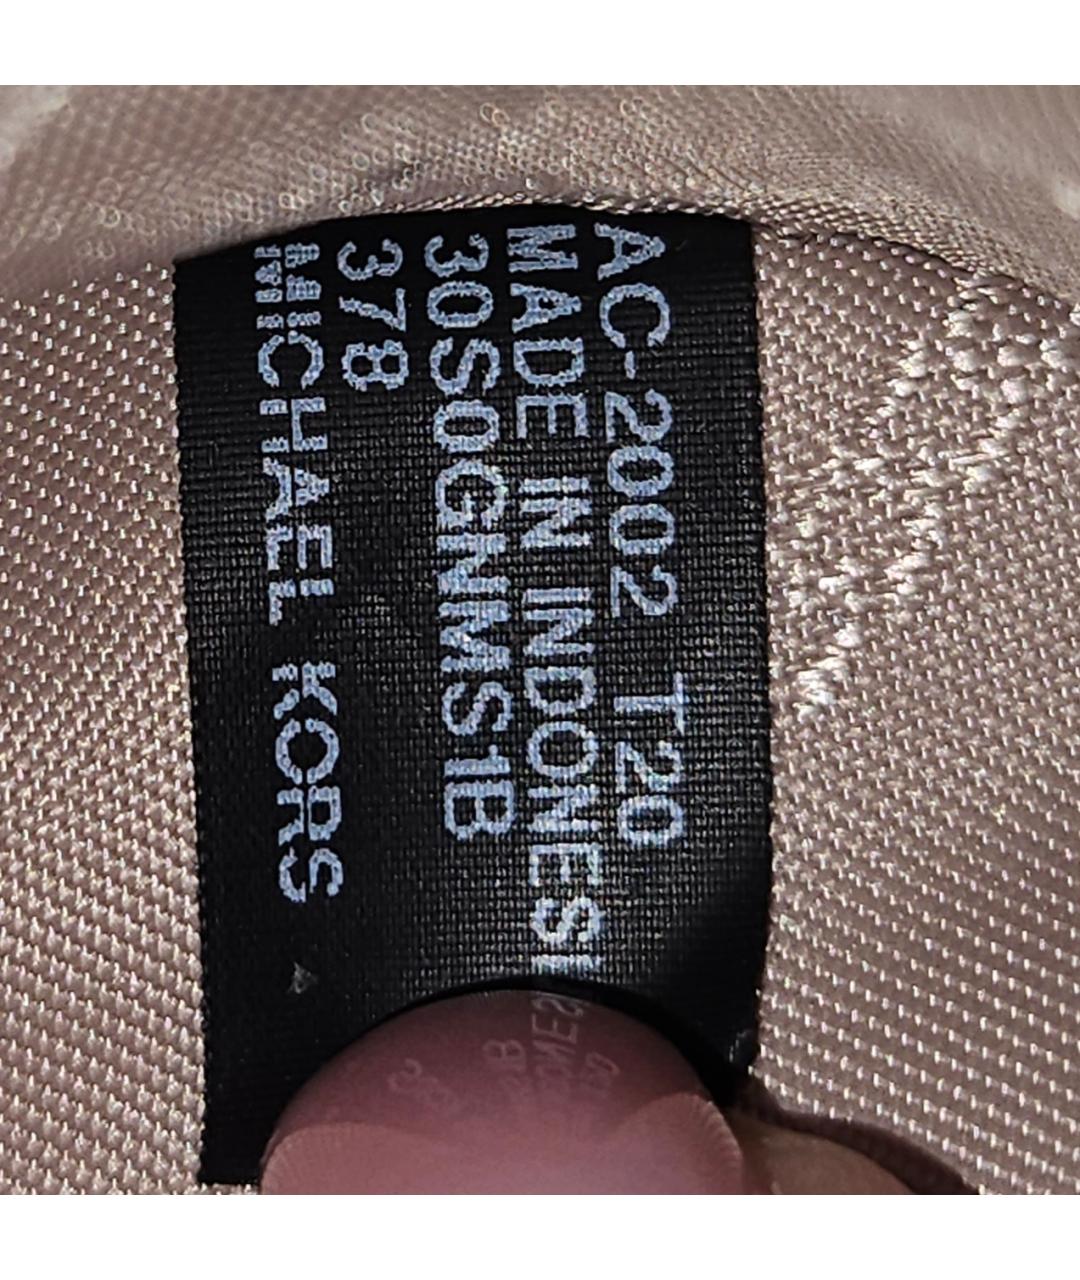 AC-2002 T20
MADE IN INDONESI
30S0GNMS1B
378
MICHAEL KORS